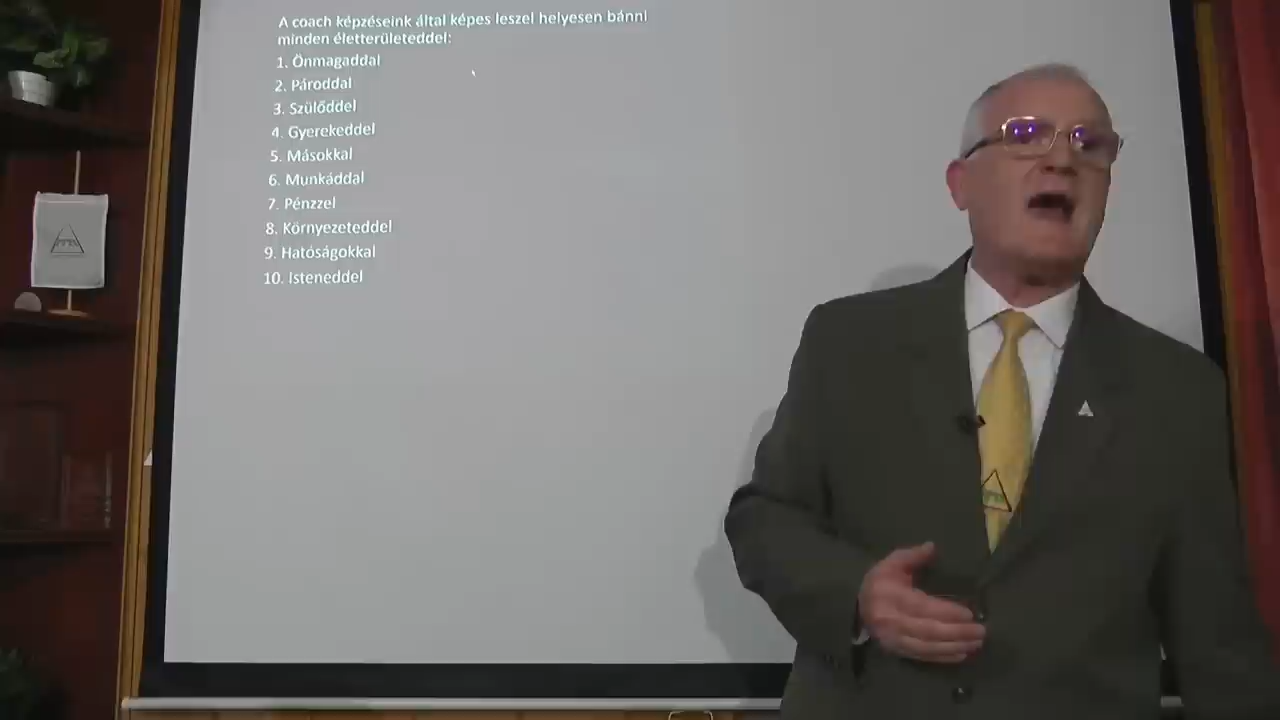 A coach képzéseink által képes leszel helyesen bánni
minden életterületeddel:
1. Önmagaddal
2. Pároddal
3. Szülőddel
4. Gyerekeddel
5. Másokkal
6. Munkáddal
7. Pénzzel
8. Környezeteddel
9. Hatóságokkal
10. Isteneddel